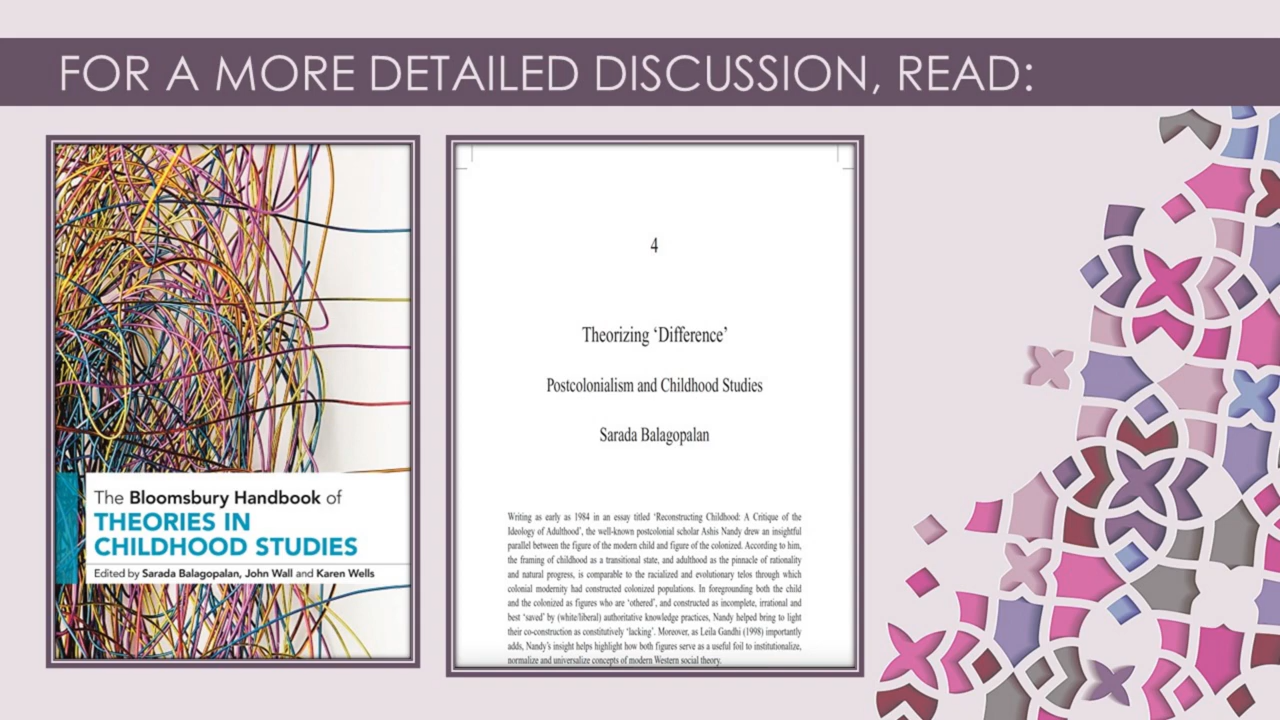 FOR A MORE DETAILED DISCUSSION, READ:
The Bloomsbury Handbook of
THEORIES IN
CHILDHOOD STUDIES
Edited by Sarada Balagopalan, John Wall and Karen Wells
4
Theorizing ‘Difference’
Postcolonialism and Childhood Studies
Sarada Balagopalan
Writing as early as 1984 in an essay titled ‘Reconstructing Childhood: A Critique of the
Ideology of Adulthood’, the well-known postcolonial scholar Ashis Nandy drew an insightful
parallel between the figure of the modern child and figure of the colonized. According to him,
the framing of childhood as a transitional state, and adulthood as the pinnacle of rationality
and natural progress, is comparable to the racialized and evolutionary telos through which
colonial modernity had constructed colonized populations. In foregrounding both the child
and the colonized as figures who are ‘othered’, and constructed as incomplete, irrational and
best ‘saved’ by (white/liberal) authoritative knowledge practices, Nandy helped bring to light
their co-construction as constitutively ‘lacking’. Moreover, as Leila Gandhi (1998) importantly
adds, Nandy’s insight helps highlight how both figures serve as a useful foil to institutionalize,
normalize and universalize concepts of modern Western social theory.